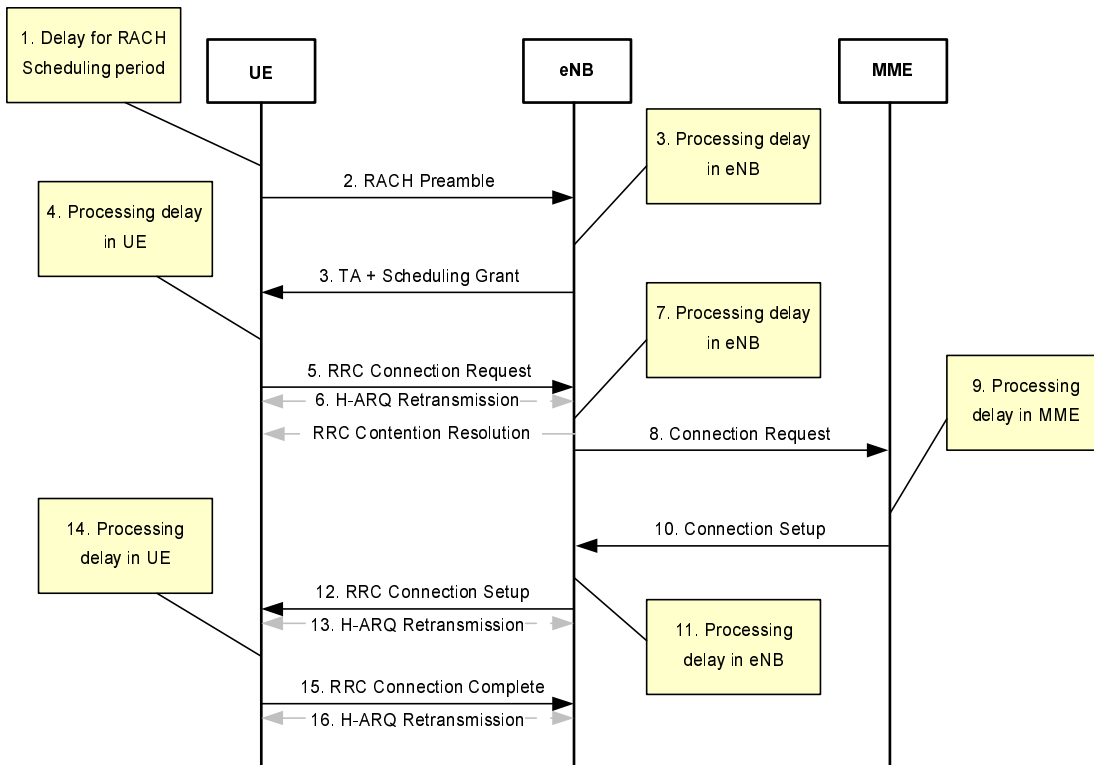 1. Delay for RACH
Scheduling period
UE
eNB
MME
3. Processing delay
in eNB
2. RACH Preamble
4. Processing delay
in UE
3. TA + Scheduling Grant
7. Processing delay
in eNB
5. RRC Connection Request
6. H-ARQ Retransmission
9. Processing
delay in MME
RRC Contention Resolution
8. Connection Request
14. Processing
delay in UE
10. Connection Setup
12. RRC Connection Setup
13. H-ARQ Retransmission
11. Processing
delay in eNB
15. RRC Connection Complete
16. H-ARQ Retransmission